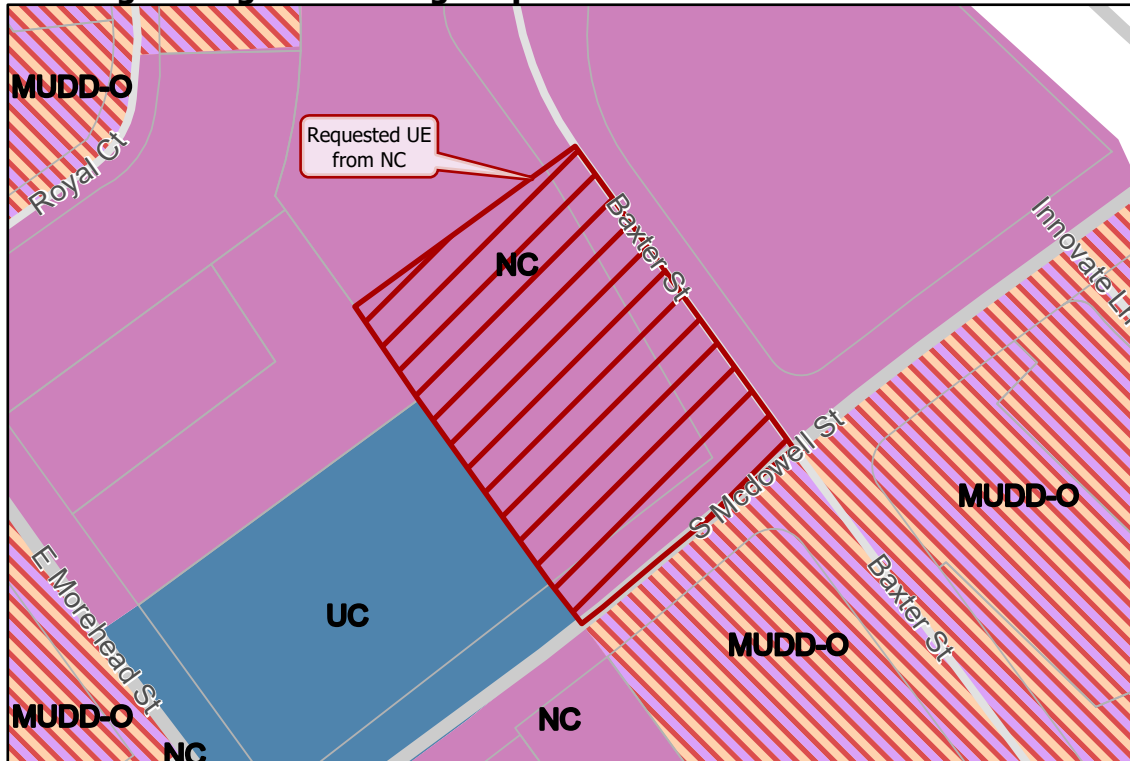 MUDD-O
Royal Ct
Requested UE
from NC
NC
Baxter St
Innovate Ln
S Mcdowell St
MUDD-O
E Morehead St
UC
MUDD-O
Baxter St
MUDD-O
NC
NC